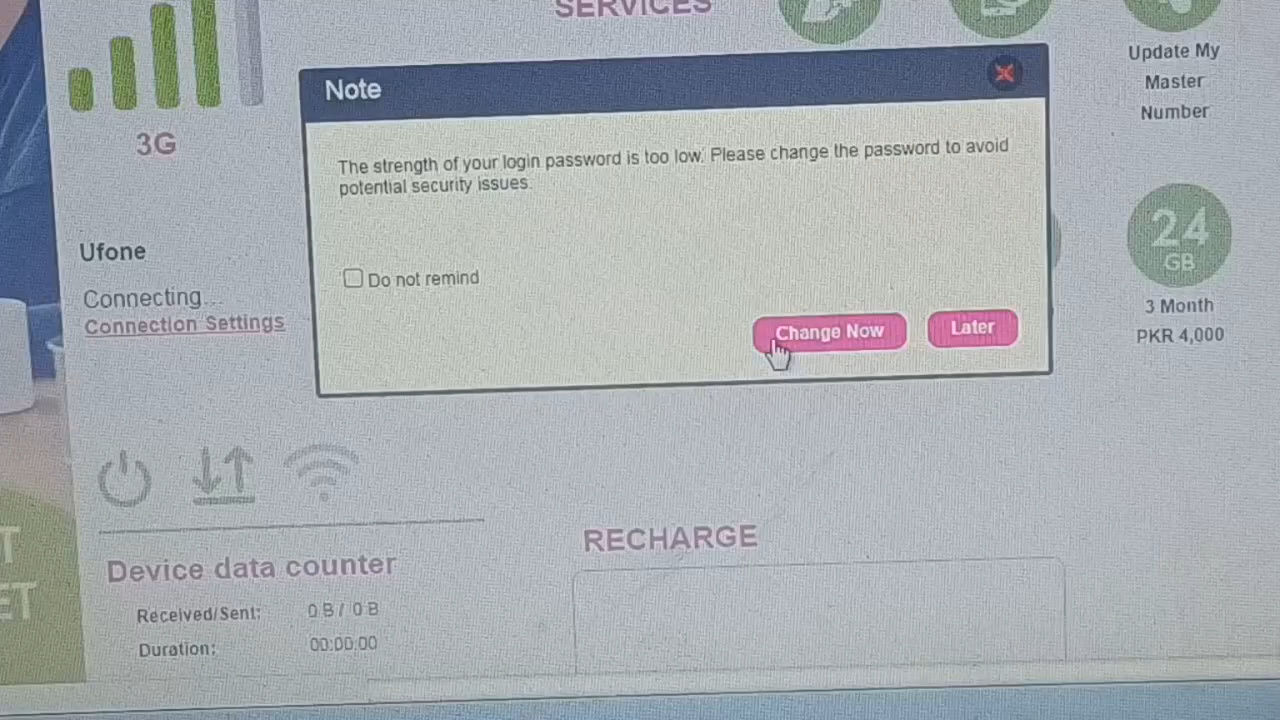 SERVICES
Update My
Master
Number
3G
Note
The strength of your login password is too low. Please change the password to avoid
potential security issues.
Do not remind
Change Now
Later
Ufone
Connecting...
Connection Settings
24
GB
3 Month
PKR 4,000
Device data counter
Received/Sent: 0 B / 0 B
Duration: 00:00:00
RECHARGE
T
ET